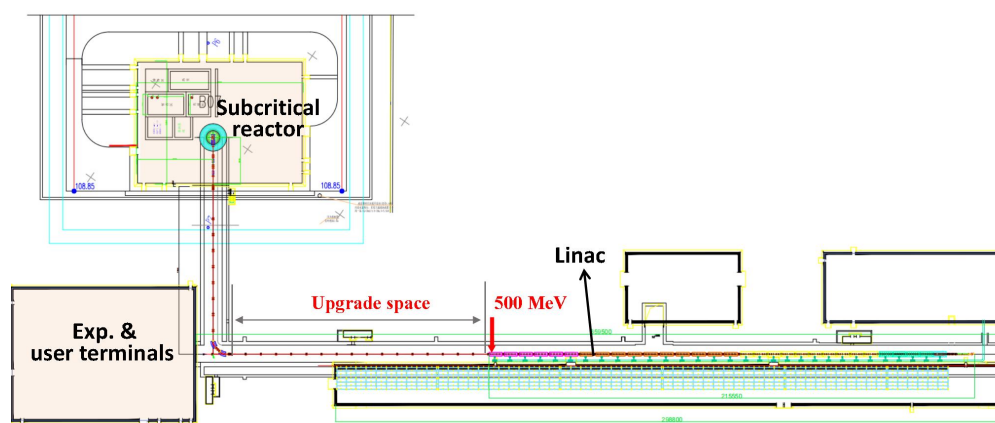 Subcritical
reactor
108.85
108.85
Linac
Upgrade space
500 MeV
Exp. &
user terminals